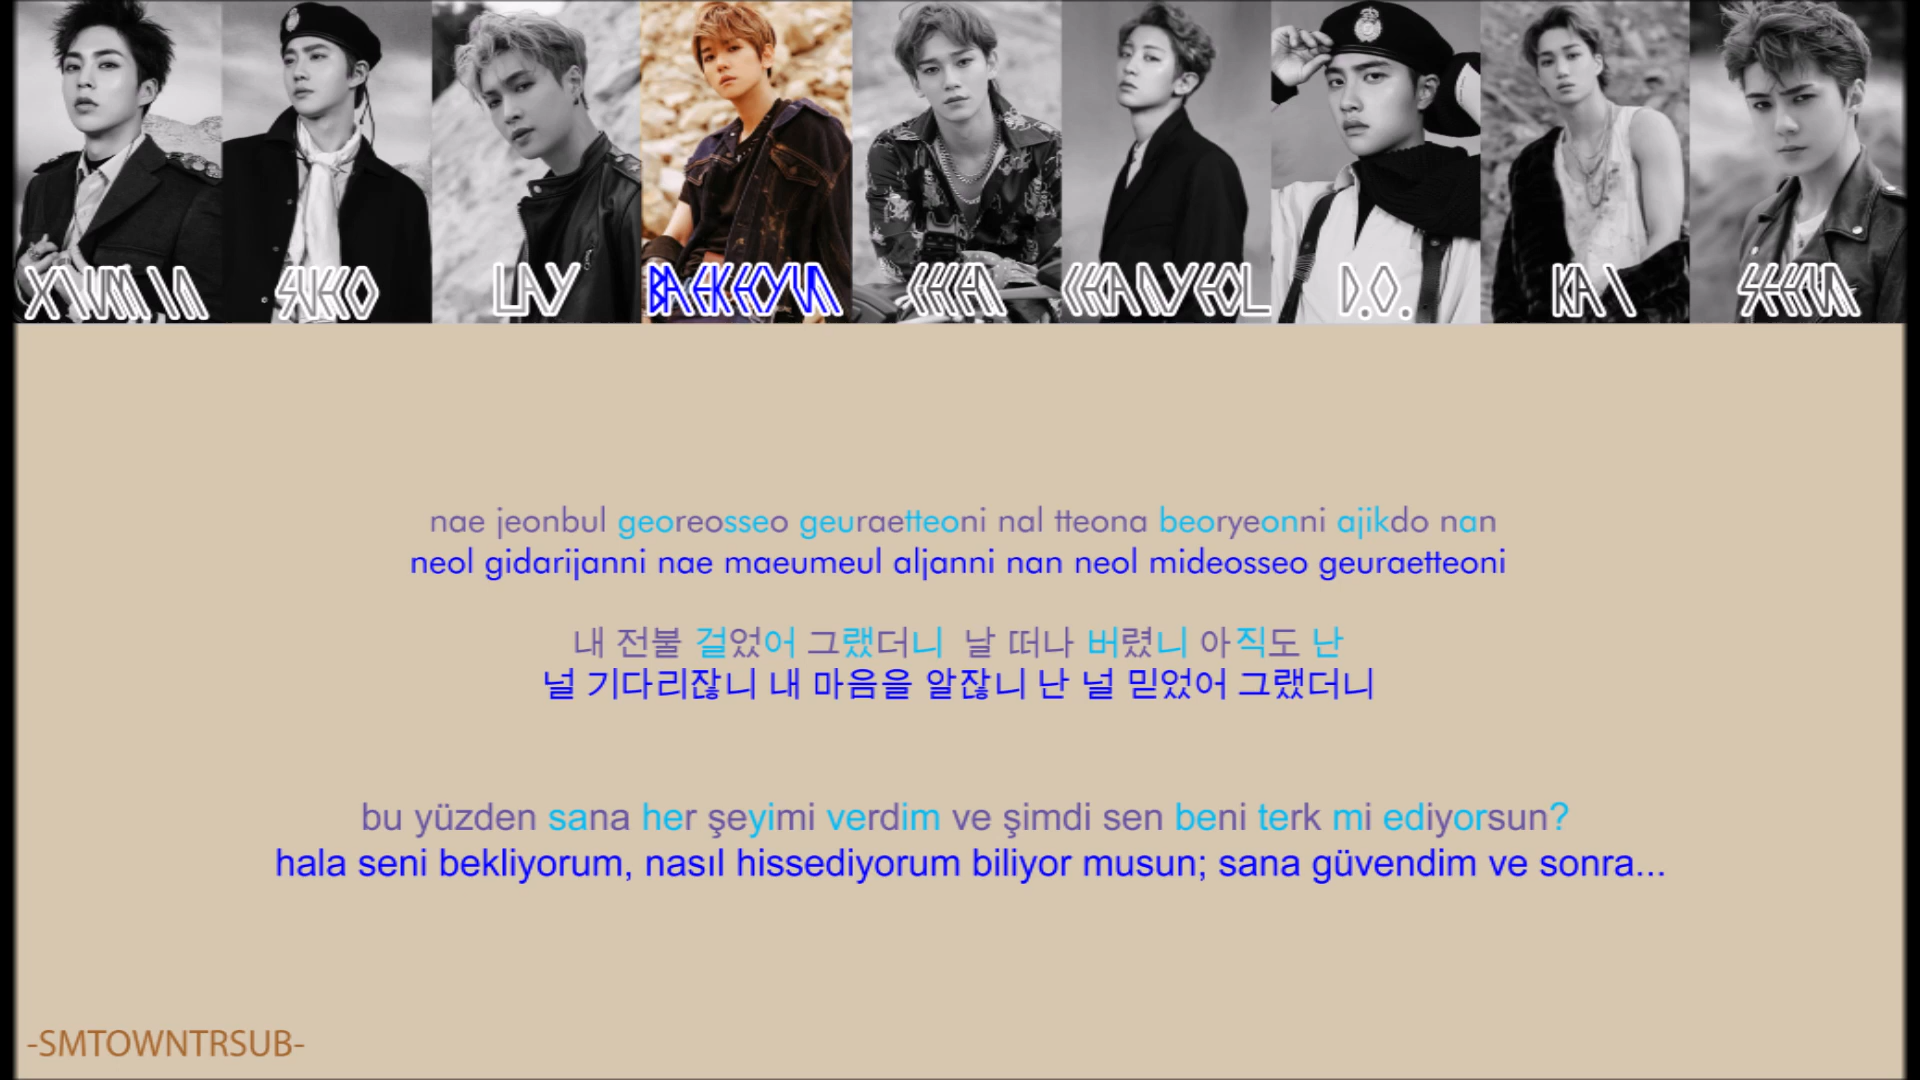 XIUMIN SUHO LAY BAEKHYUN CHEN CHANYEOL D.O. KAI SEHUN
nae jeonbul georeosseo geuraetteoni nal tteona beoryeonni ajikdo nan
neol gidarijanni nae maeumeul aljanni nan neol mideosseo geuraetteoni
내 전불 걸었어 그랬더니 날 떠나 버렸니 아직도 난
널 기다리잖니 내 마음을 알잖니 난 널 믿었어 그랬더니
bu yüzden sana her şeyimi verdim ve şimdi sen beni terk mi ediyorsun?
hala seni bekliyorum, nasıl hissediyorum biliyor musun; sana güvendim ve sonra...
-SMTOWNTRSUB-